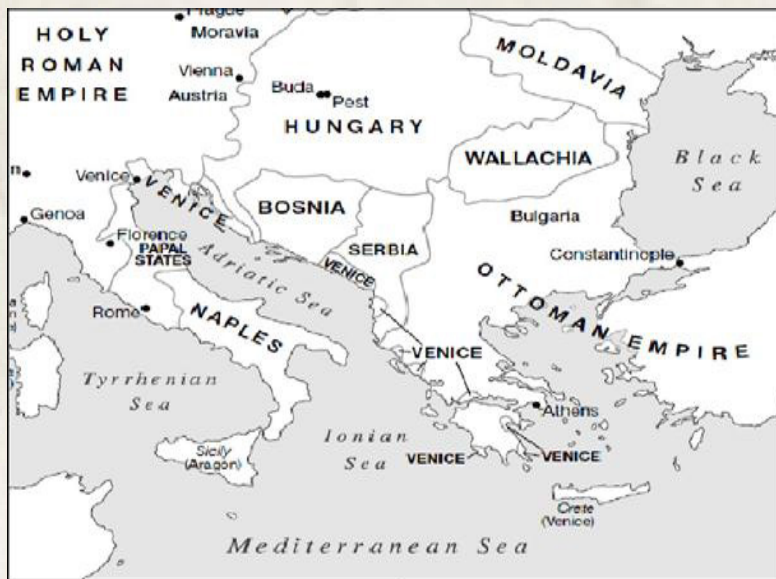 Prague
Moravia
HOLY
ROMAN
EMPIRE
Vienna
Austria
Buda
Pest
HUNGARY
MOLDAVIA
WALLACHIA
Black
Sea
Venice
VENICE
BOSNIA
Bulgaria
Genoa
Florence
PAPAL
STATES
Adriatic Sea
SERBIA
VENICE
Constantinople
OTTOMAN EMPIRE
Rome
NAPLES
VENICE
Tyrrhenian
Sea
Athens
Sicily
(Aragon)
Ionian
Sea
VENICE
VENICE
Crete
(Venice)
Mediterranean Sea